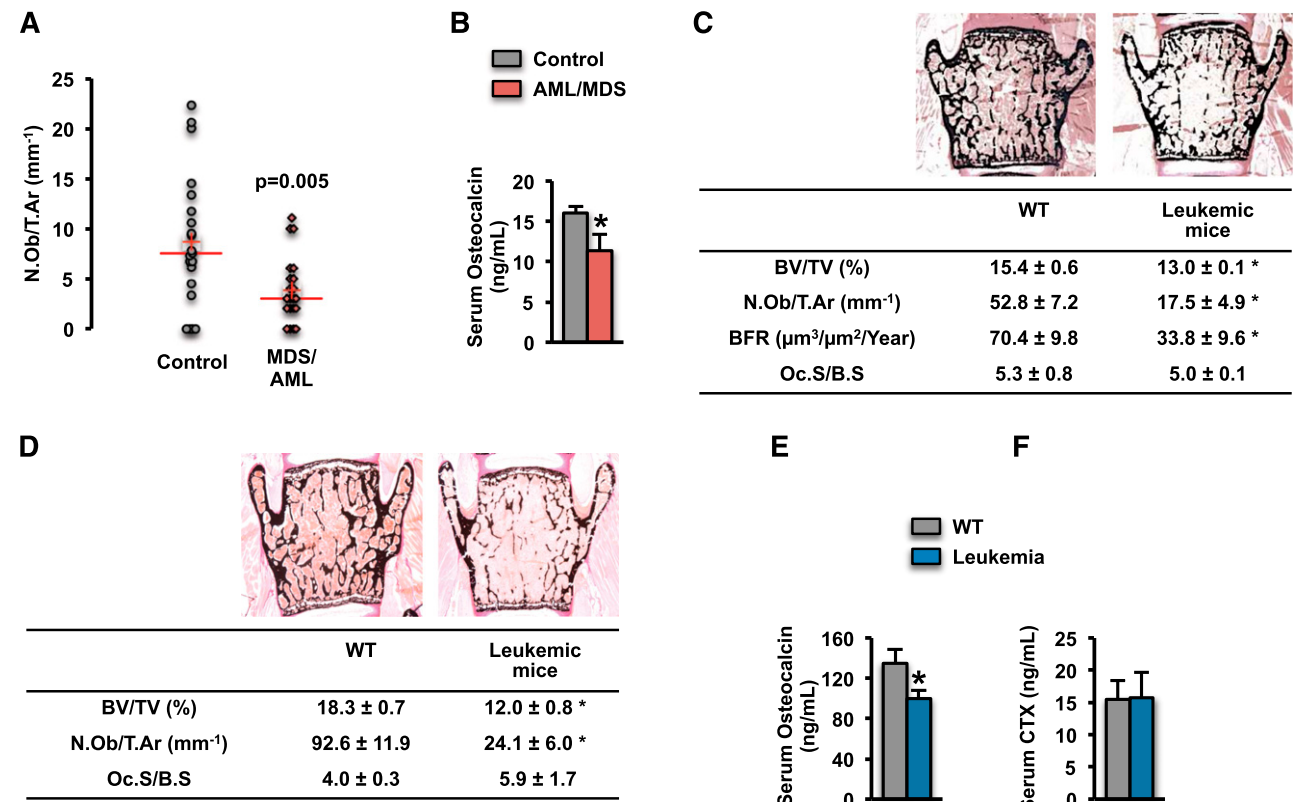 A
25
20
15
10
5
0
N.Ob/T.Ar (mm⁻¹)
p=0.005
Control
MDS/
AML
B
Control
AML/MDS
20
15
10
5
0
Serum Osteocalcin
(ng/mL)
*
C
WT
Leukemic
mice
BV/TV (%) 15.4 ± 0.6 13.0 ± 0.1 *
N.Ob/T.Ar (mm⁻¹) 52.8 ± 7.2 17.5 ± 4.9 *
BFR (µm³/µm²/Year) 70.4 ± 9.8 33.8 ± 9.6 *
Oc.S/B.S 5.3 ± 0.8 5.0 ± 0.1
D
WT
Leukemic
mice
BV/TV (%) 18.3 ± 0.7 12.0 ± 0.8 *
N.Ob/T.Ar (mm⁻¹) 92.6 ± 11.9 24.1 ± 6.0 *
Oc.S/B.S 4.0 ± 0.3 5.9 ± 1.7
E
F
WT
Leukemia
160
120
80
40
0
Serum Osteocalcin
(ng/mL)
*
25
20
15
10
5
0
Serum CTX (ng/mL)